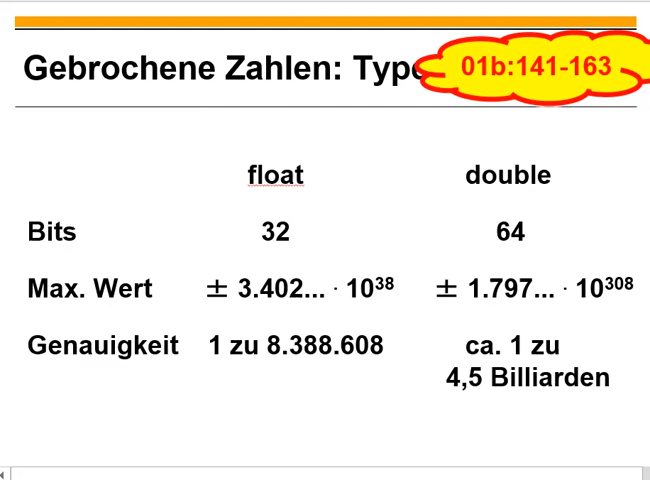 Gebrochene Zahlen: Type
01b:141-163
float double
Bits 32 64
Max. Wert ± 3.402... · 10³⁸ ± 1.797... · 10³⁰⁸
Genauigkeit 1 zu 8.388.608 ca. 1 zu
4,5 Billiarden